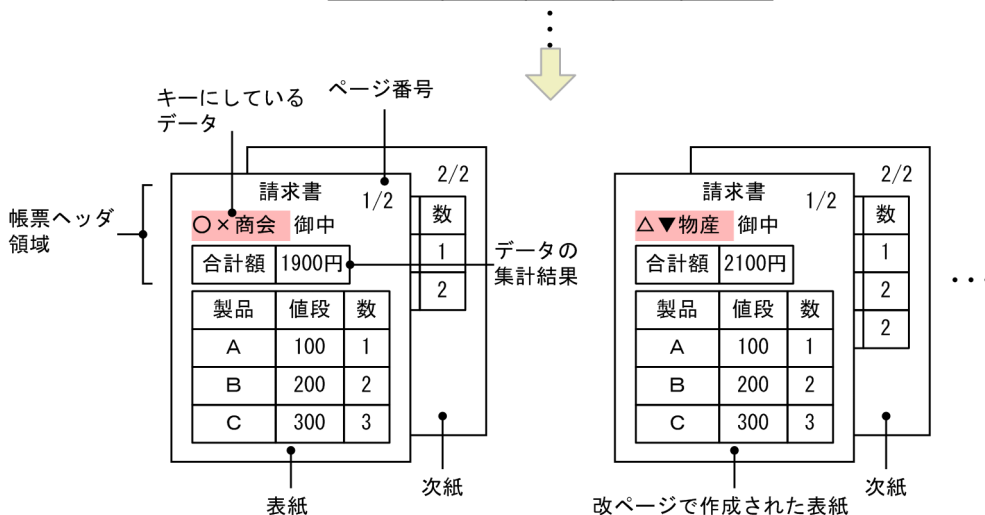 キーにしている
データ
ページ番号
帳票ヘッダ
領域
請求書
1/2
2/2
○×商会 御中
合計額 1900円
データの
集計結果
製品 値段 数
A 100 1
B 200 2
C 300 3
数
1
2
表紙
次紙
請求書
1/2
2/2
△▼物産 御中
合計額 2100円
製品 値段 数
A 100 1
B 200 2
C 300 3
数
1
2
2
改ページで作成された表紙
次紙
…